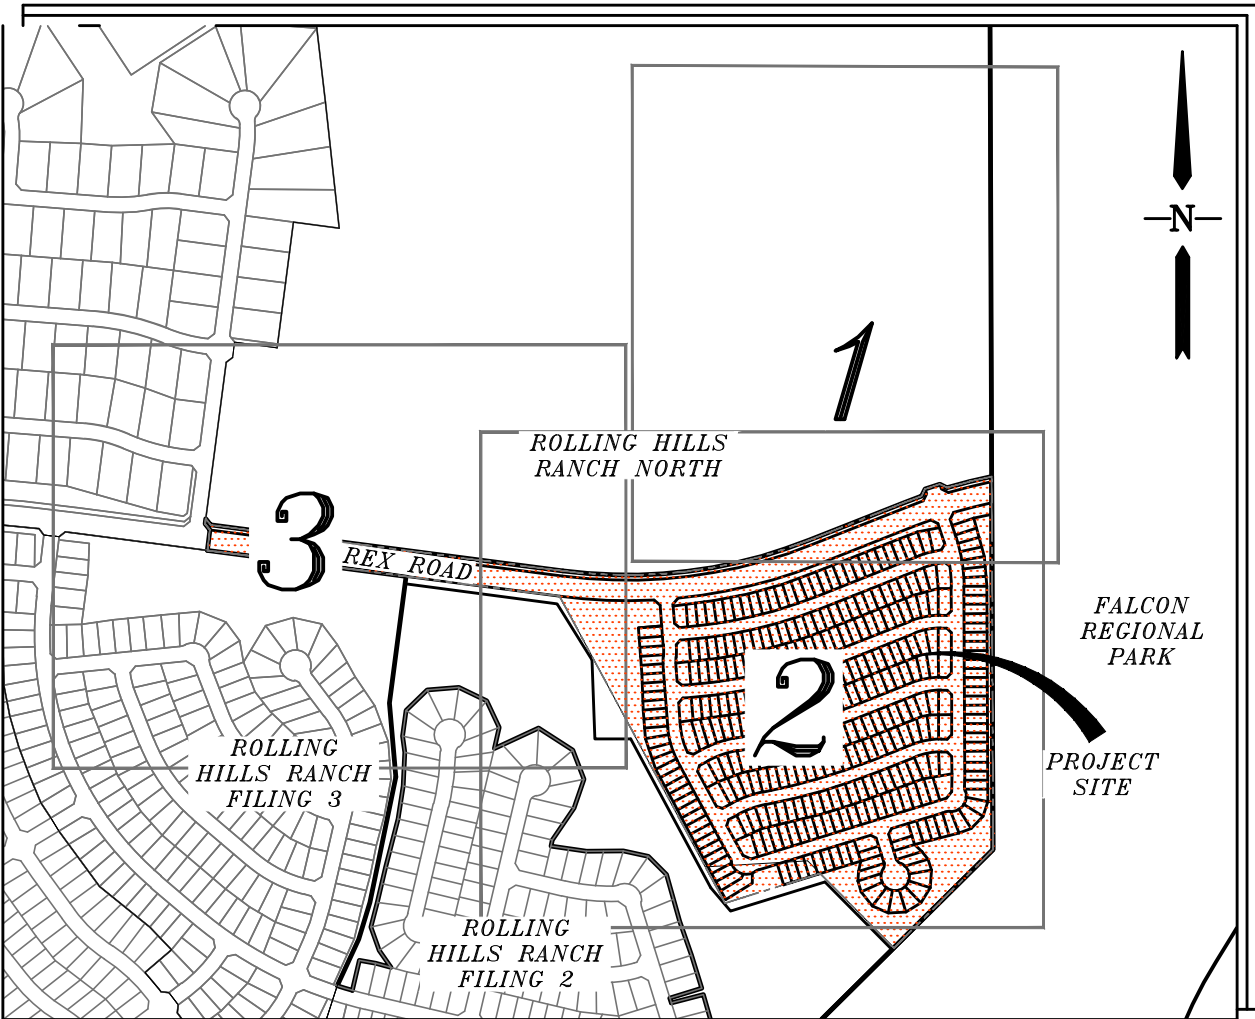 N
1
ROLLING HILLS
RANCH NORTH
3
REX ROAD
FALCON
REGIONAL
PARK
2
PROJECT
SITE
ROLLING
HILLS RANCH
FILING 3
ROLLING
HILLS RANCH
FILING 2